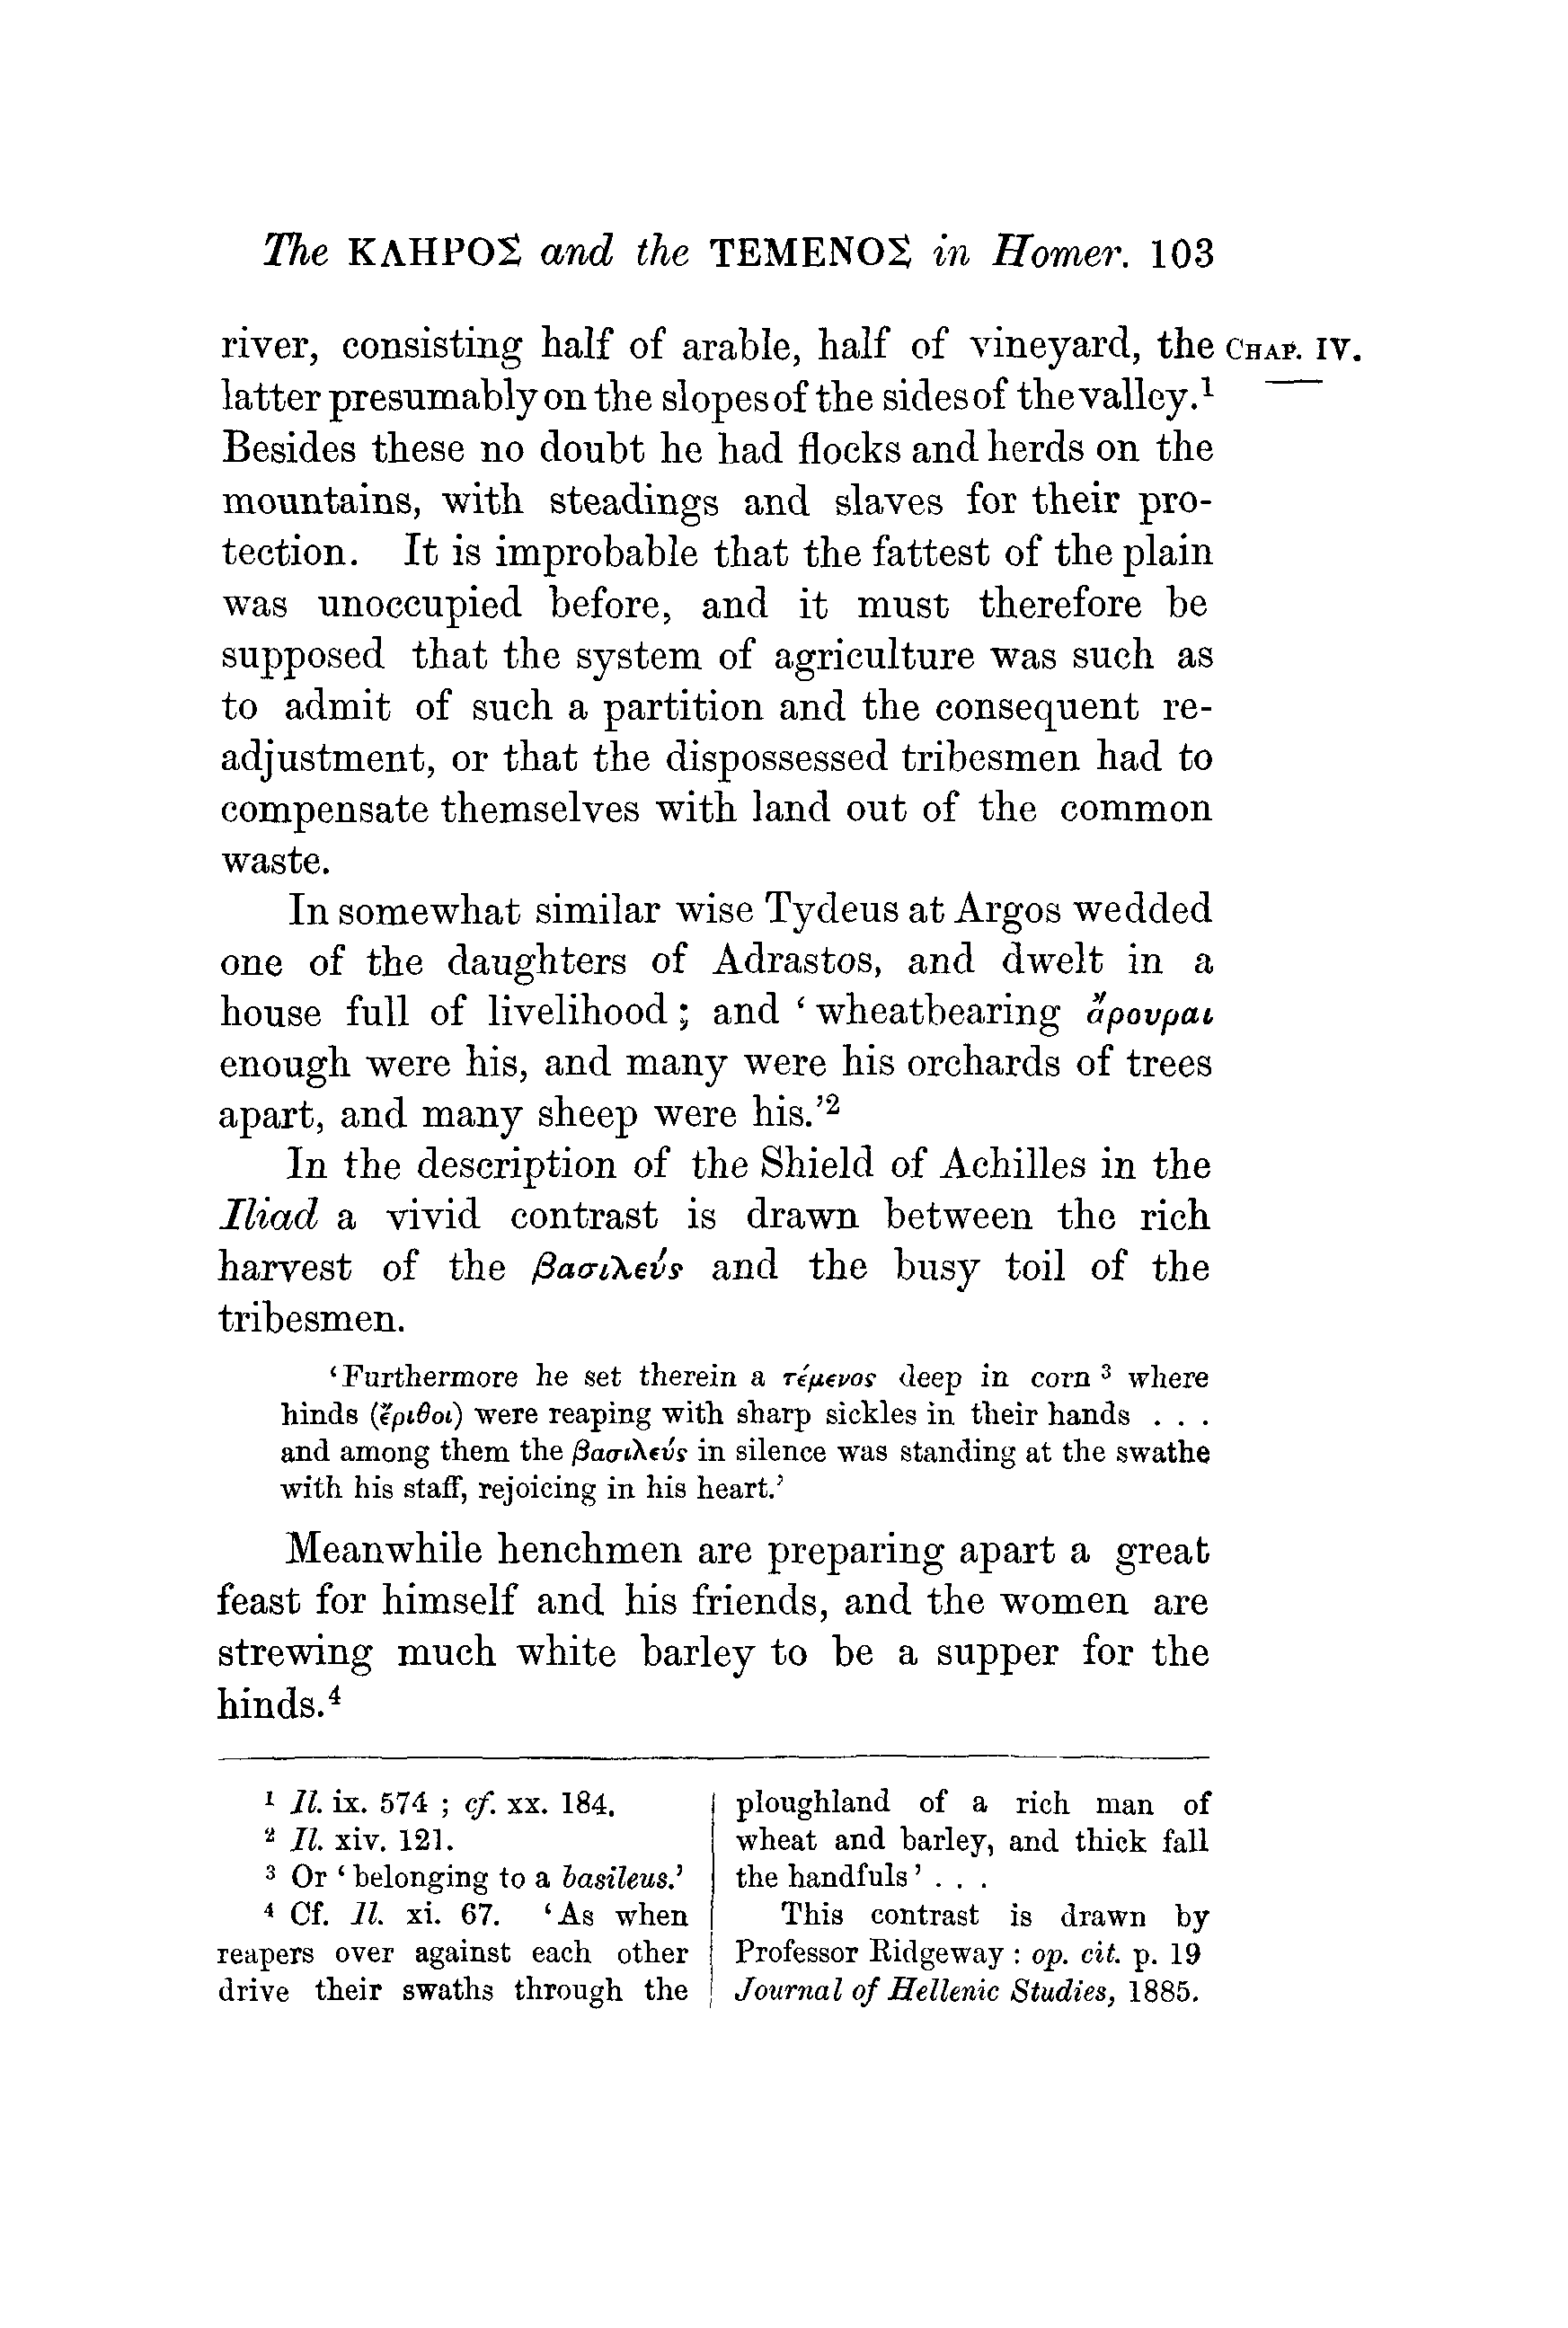 The ΚΛΗΡΟΣ and the ΤΕΜΕΝΟΣ in Homer. 103
river, consisting half of arable, half of vineyard, the CHAP. IV.
latter presumably on the slopes of the sides of the valley.¹
Besides these no doubt he had flocks and herds on the
mountains, with steadings and slaves for their pro-
tection. It is improbable that the fattest of the plain
was unoccupied before, and it must therefore be
supposed that the system of agriculture was such as
to admit of such a partition and the consequent re-
adjustment, or that the dispossessed tribesmen had to
compensate themselves with land out of the common
waste.
In somewhat similar wise Tydeus at Argos wedded
one of the daughters of Adrastos, and dwelt in a
house full of livelihood; and ‘wheatbearing ἄρουραι
enough were his, and many were his orchards of trees
apart, and many sheep were his.’²
In the description of the Shield of Achilles in the
Iliad a vivid contrast is drawn between the rich
harvest of the βασιλεύς and the busy toil of the
tribesmen.
‘Furthermore he set therein a τέμενος deep in corn ³ where
hinds (ἔριθοι) were reaping with sharp sickles in their hands . . .
and among them the βασιλεύς in silence was standing at the swathe
with his staff, rejoicing in his heart.’
Meanwhile henchmen are preparing apart a great
feast for himself and his friends, and the women are
strewing much white barley to be a supper for the
hinds.⁴
¹ Il. ix. 574 ; cf. xx. 184.
² Il. xiv. 121.
³ Or ‘belonging to a basileus.’
⁴ Cf. Il. xi. 67. ‘As when
reapers over against each other
drive their swaths through the
ploughland of a rich man of
wheat and barley, and thick fall
the handfuls’ . . .
This contrast is drawn by
Professor Ridgeway : op. cit. p. 19
Journal of Hellenic Studies, 1885.